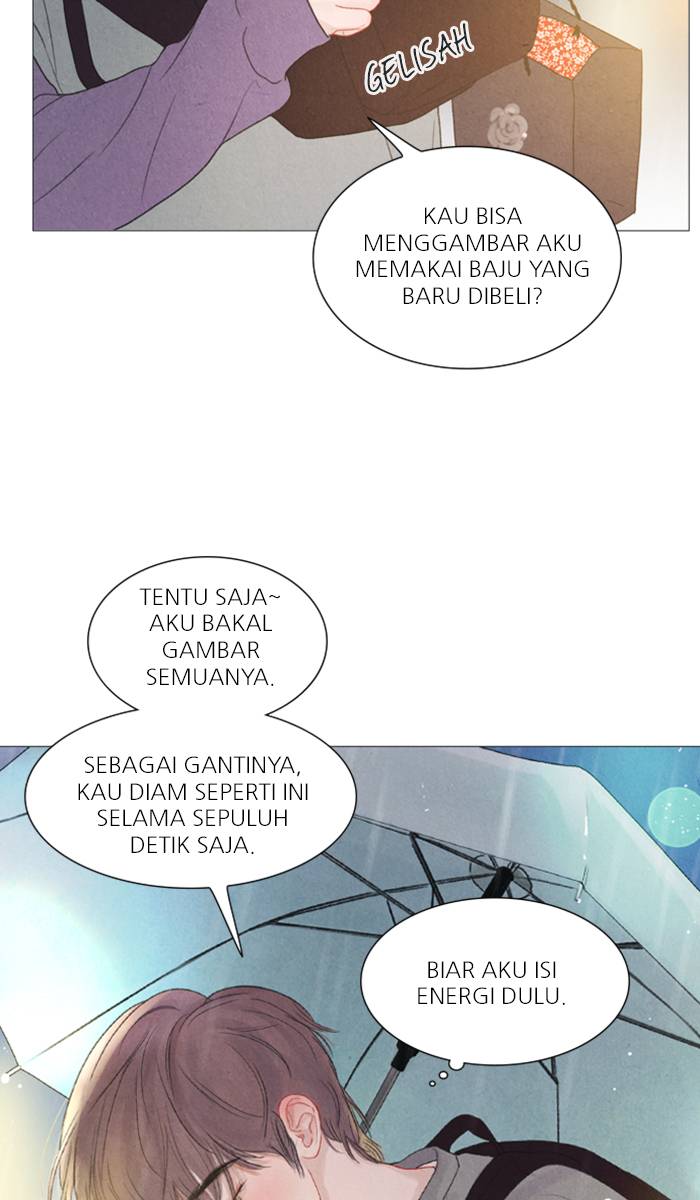 GELISAH
KAU BISA
MENGGAMBAR AKU
MEMAKAI BAJU YANG
BARU DIBELI?
TENTU SAJA~
AKU BAKAL
GAMBAR
SEMUANYA.
SEBAGAI GANTINYA,
KAU DIAM SEPERTI INI
SELAMA SEPULUH
DETIK SAJA.
BIAR AKU ISI
ENERGI DULU.